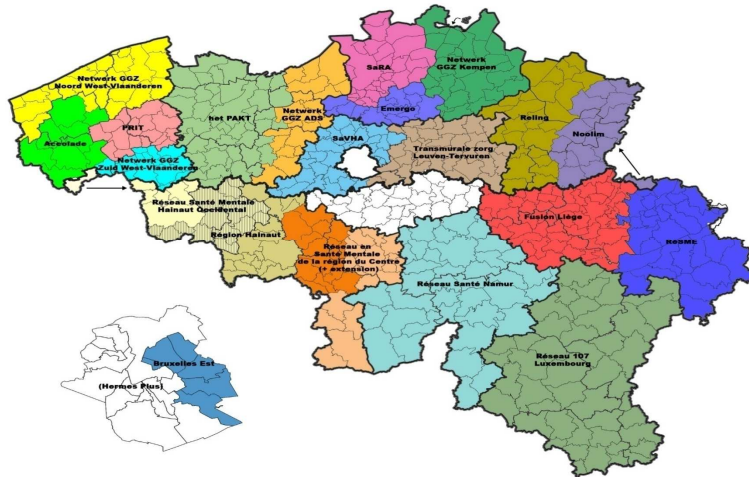 Netwerk GGZ
Noord West-Vlaanderen
het PAKT
SaRA
Netwerk
GGZ Kempen
Emergo
Netwerk
GGZ ADS
Reling
Noolim
PRIT
Accolade
SaVHA
Transmurale zorg
Leuven-Tervuren
Netwerk GGZ
Zuid West-Vlaanderen
Réseau Santé Mentale
Hainaut Occidental
Région Hainaut
Fusion Liège
RéSME
Réseau en
Santé Mentale
de la région du Centre
(+ extension)
Réseau Santé Namur
Réseau 107
Luxembourg
Bruxelles Est
(Hermes Plus)